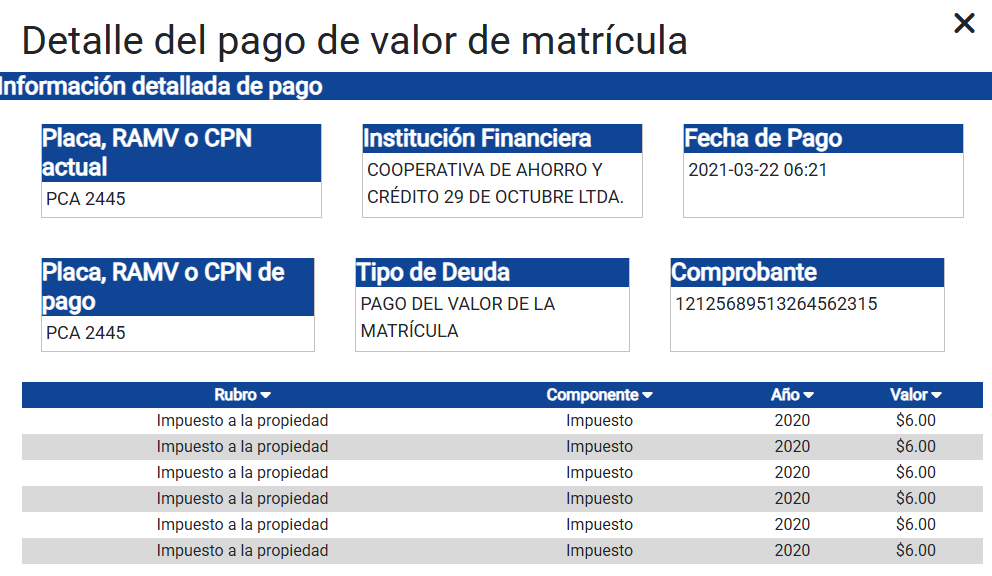 Detalle del pago de valor de matrícula
Información detallada de pago
Placa, RAMV o CPN
actual
PCA 2445
Institución Financiera
COOPERATIVA DE AHORRO Y
CRÉDITO 29 DE OCTUBRE LTDA.
Fecha de Pago
2021-03-22 06:21
Placa, RAMV o CPN de
pago
PCA 2445
Tipo de Deuda
PAGO DEL VALOR DE LA
MATRÍCULA
Comprobante
12125689513264562315
Rubro Componente Año Valor
Impuesto a la propiedad Impuesto 2020 $6.00
Impuesto a la propiedad Impuesto 2020 $6.00
Impuesto a la propiedad Impuesto 2020 $6.00
Impuesto a la propiedad Impuesto 2020 $6.00
Impuesto a la propiedad Impuesto 2020 $6.00
Impuesto a la propiedad Impuesto 2020 $6.00